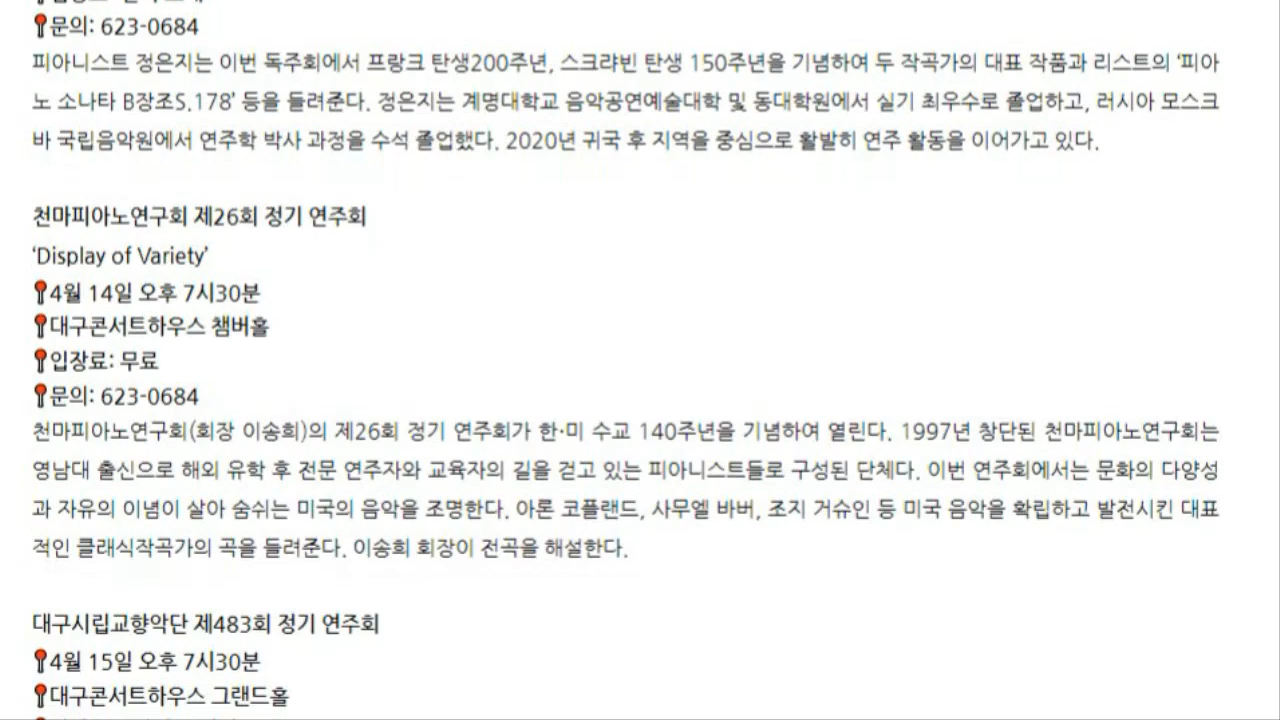 문의: 623-0684
피아니스트 정은지는 이번 독주회에서 프랑크 탄생200주년, 스크랴빈 탄생 150주년을 기념하여 두 작곡가의 대표 작품과 리스트의 ‘피아
노 소나타 B장조S.178’ 등을 들려준다. 정은지는 계명대학교 음악공연예술대학 및 동대학원에서 실기 최우수로 졸업하고, 러시아 모스크
바 국립음악원에서 연주학 박사 과정을 수석 졸업했다. 2020년 귀국 후 지역을 중심으로 활발히 연주 활동을 이어가고 있다.
천마피아노연구회 제26회 정기 연주회
‘Display of Variety’
4월 14일 오후 7시30분
대구콘서트하우스 챔버홀
입장료: 무료
문의: 623-0684
천마피아노연구회(회장 이송희)의 제26회 정기 연주회가 한·미 수교 140주년을 기념하여 열린다. 1997년 창단된 천마피아노연구회는
영남대 출신으로 해외 유학 후 전문 연주자와 교육자의 길을 걷고 있는 피아니스트들로 구성된 단체다. 이번 연주회에서는 문화의 다양성
과 자유의 이념이 살아 숨쉬는 미국의 음악을 조명한다. 아론 코플랜드, 사무엘 바버, 조지 거슈인 등 미국 음악을 확립하고 발전시킨 대표
적인 클래식작곡가의 곡을 들려준다. 이송희 회장이 전곡을 해설한다.
대구시립교향악단 제483회 정기 연주회
4월 15일 오후 7시30분
대구콘서트하우스 그랜드홀